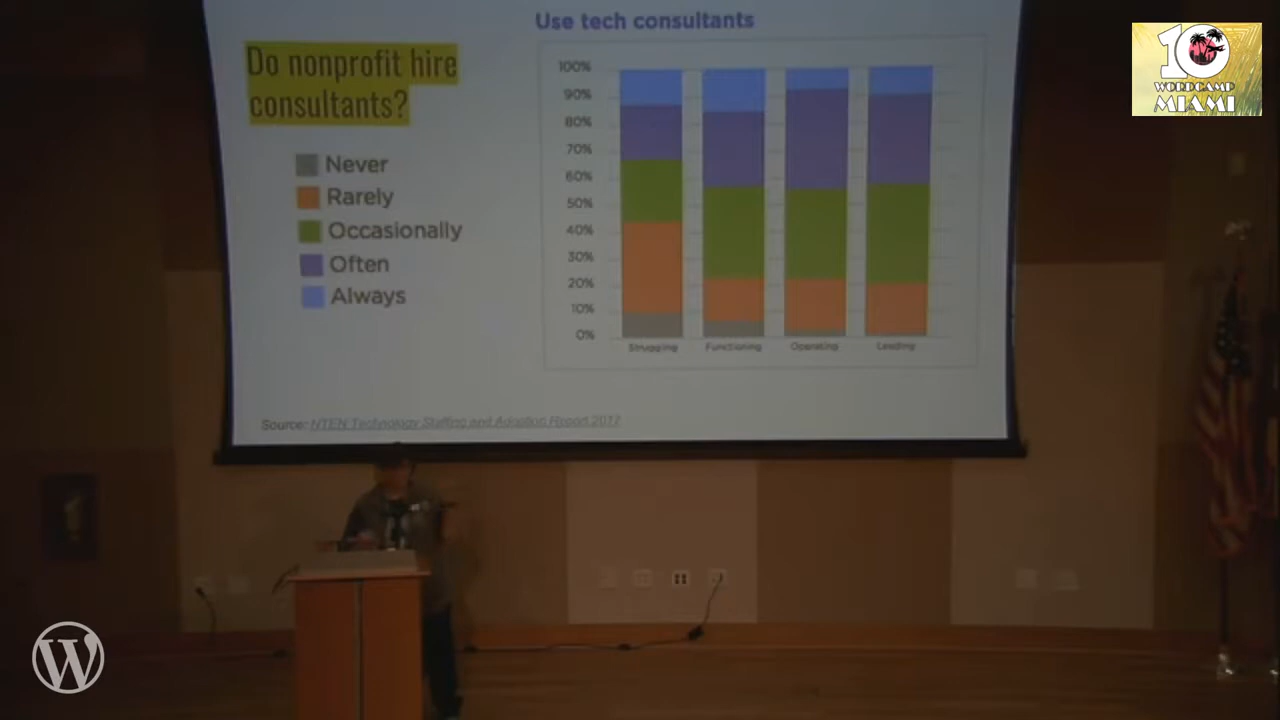 Use tech consultants
Do nonprofit hire
consultants?
Never
Rarely
Occasionally
Often
Always
100%
90%
80%
70%
60%
50%
40%
30%
20%
10%
0%
Struggling
Functioning
Operating
Leading
Source: NTEN Technology Staffing and Adoption Report 2017
10
WORDCAMP
MIAMI
W